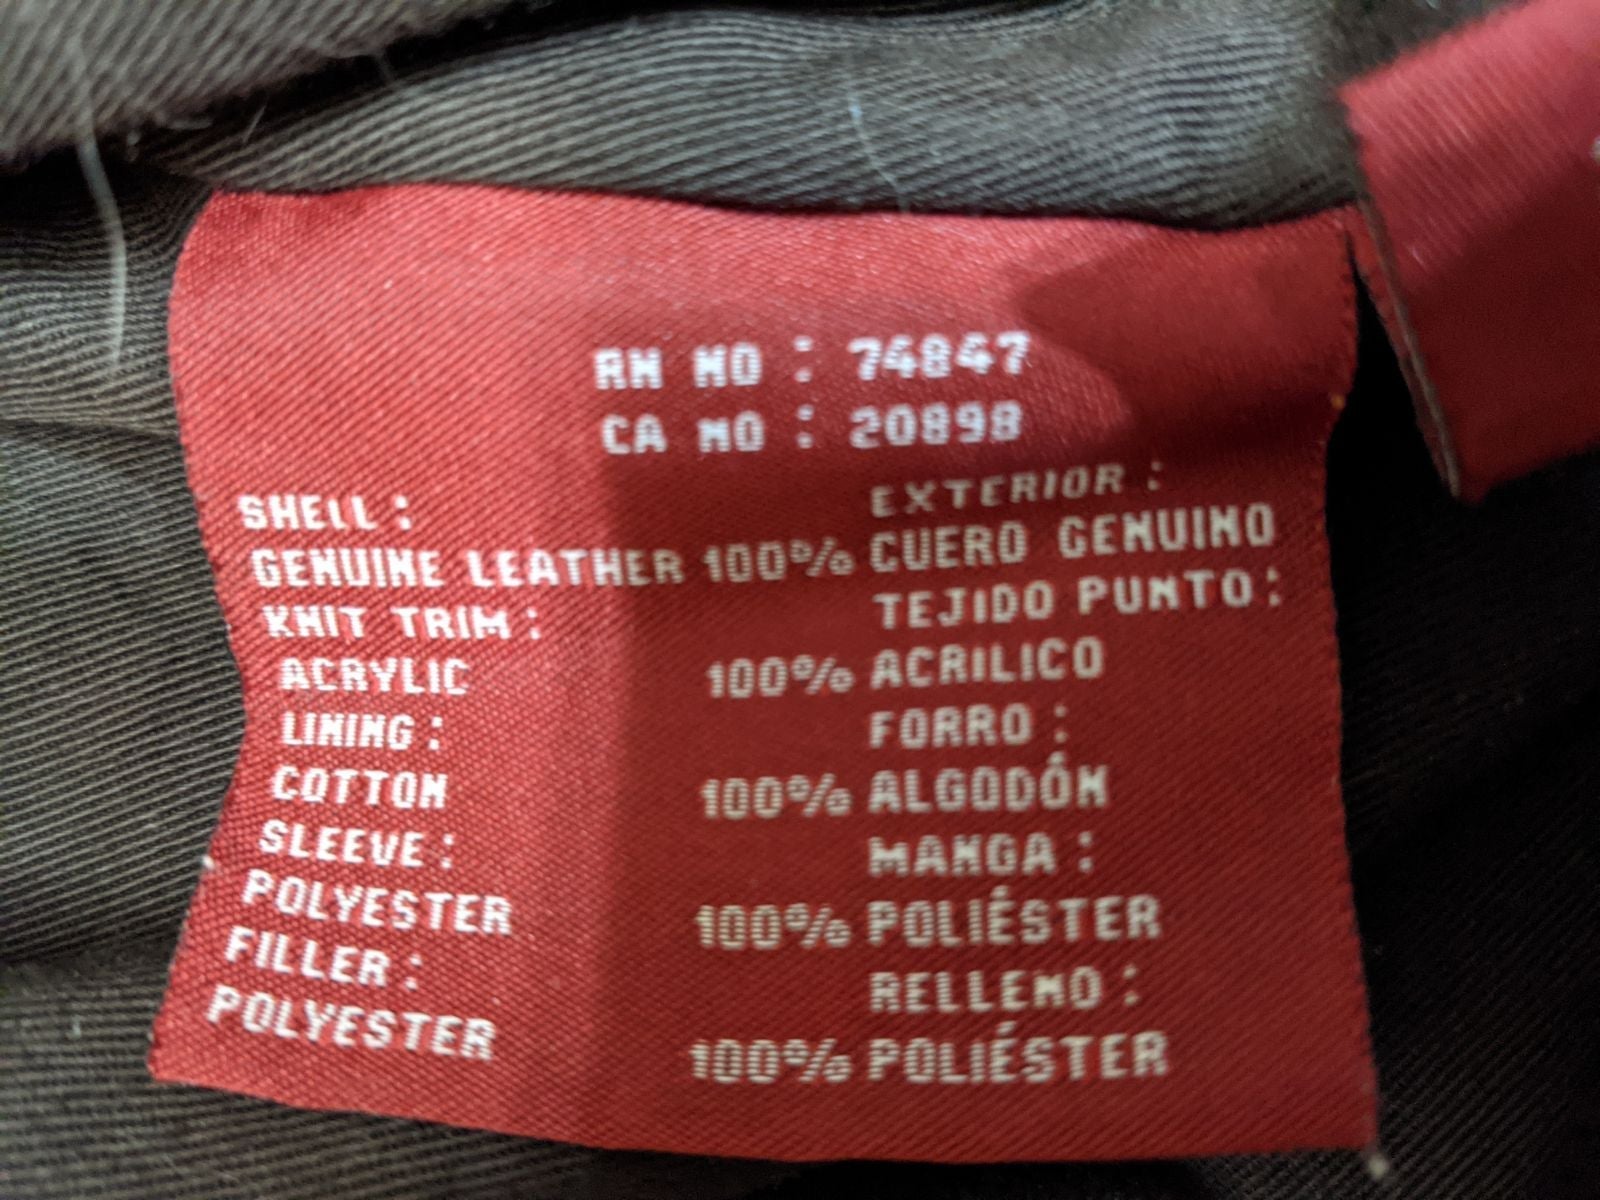 RN NO : 74847
CA NO : 20898
SHELL : EXTERIOR :
GENUINE LEATHER 100% CUERO GENUINO
KNIT TRIM : TEJIDO PUNTO :
ACRYLIC 100% ACRILICO
LINING : FORRO :
COTTON 100% ALGODÓN
SLEEVE : MANGA :
POLYESTER 100% POLIÉSTER
FILLER : RELLENO :
POLYESTER 100% POLIÉSTER